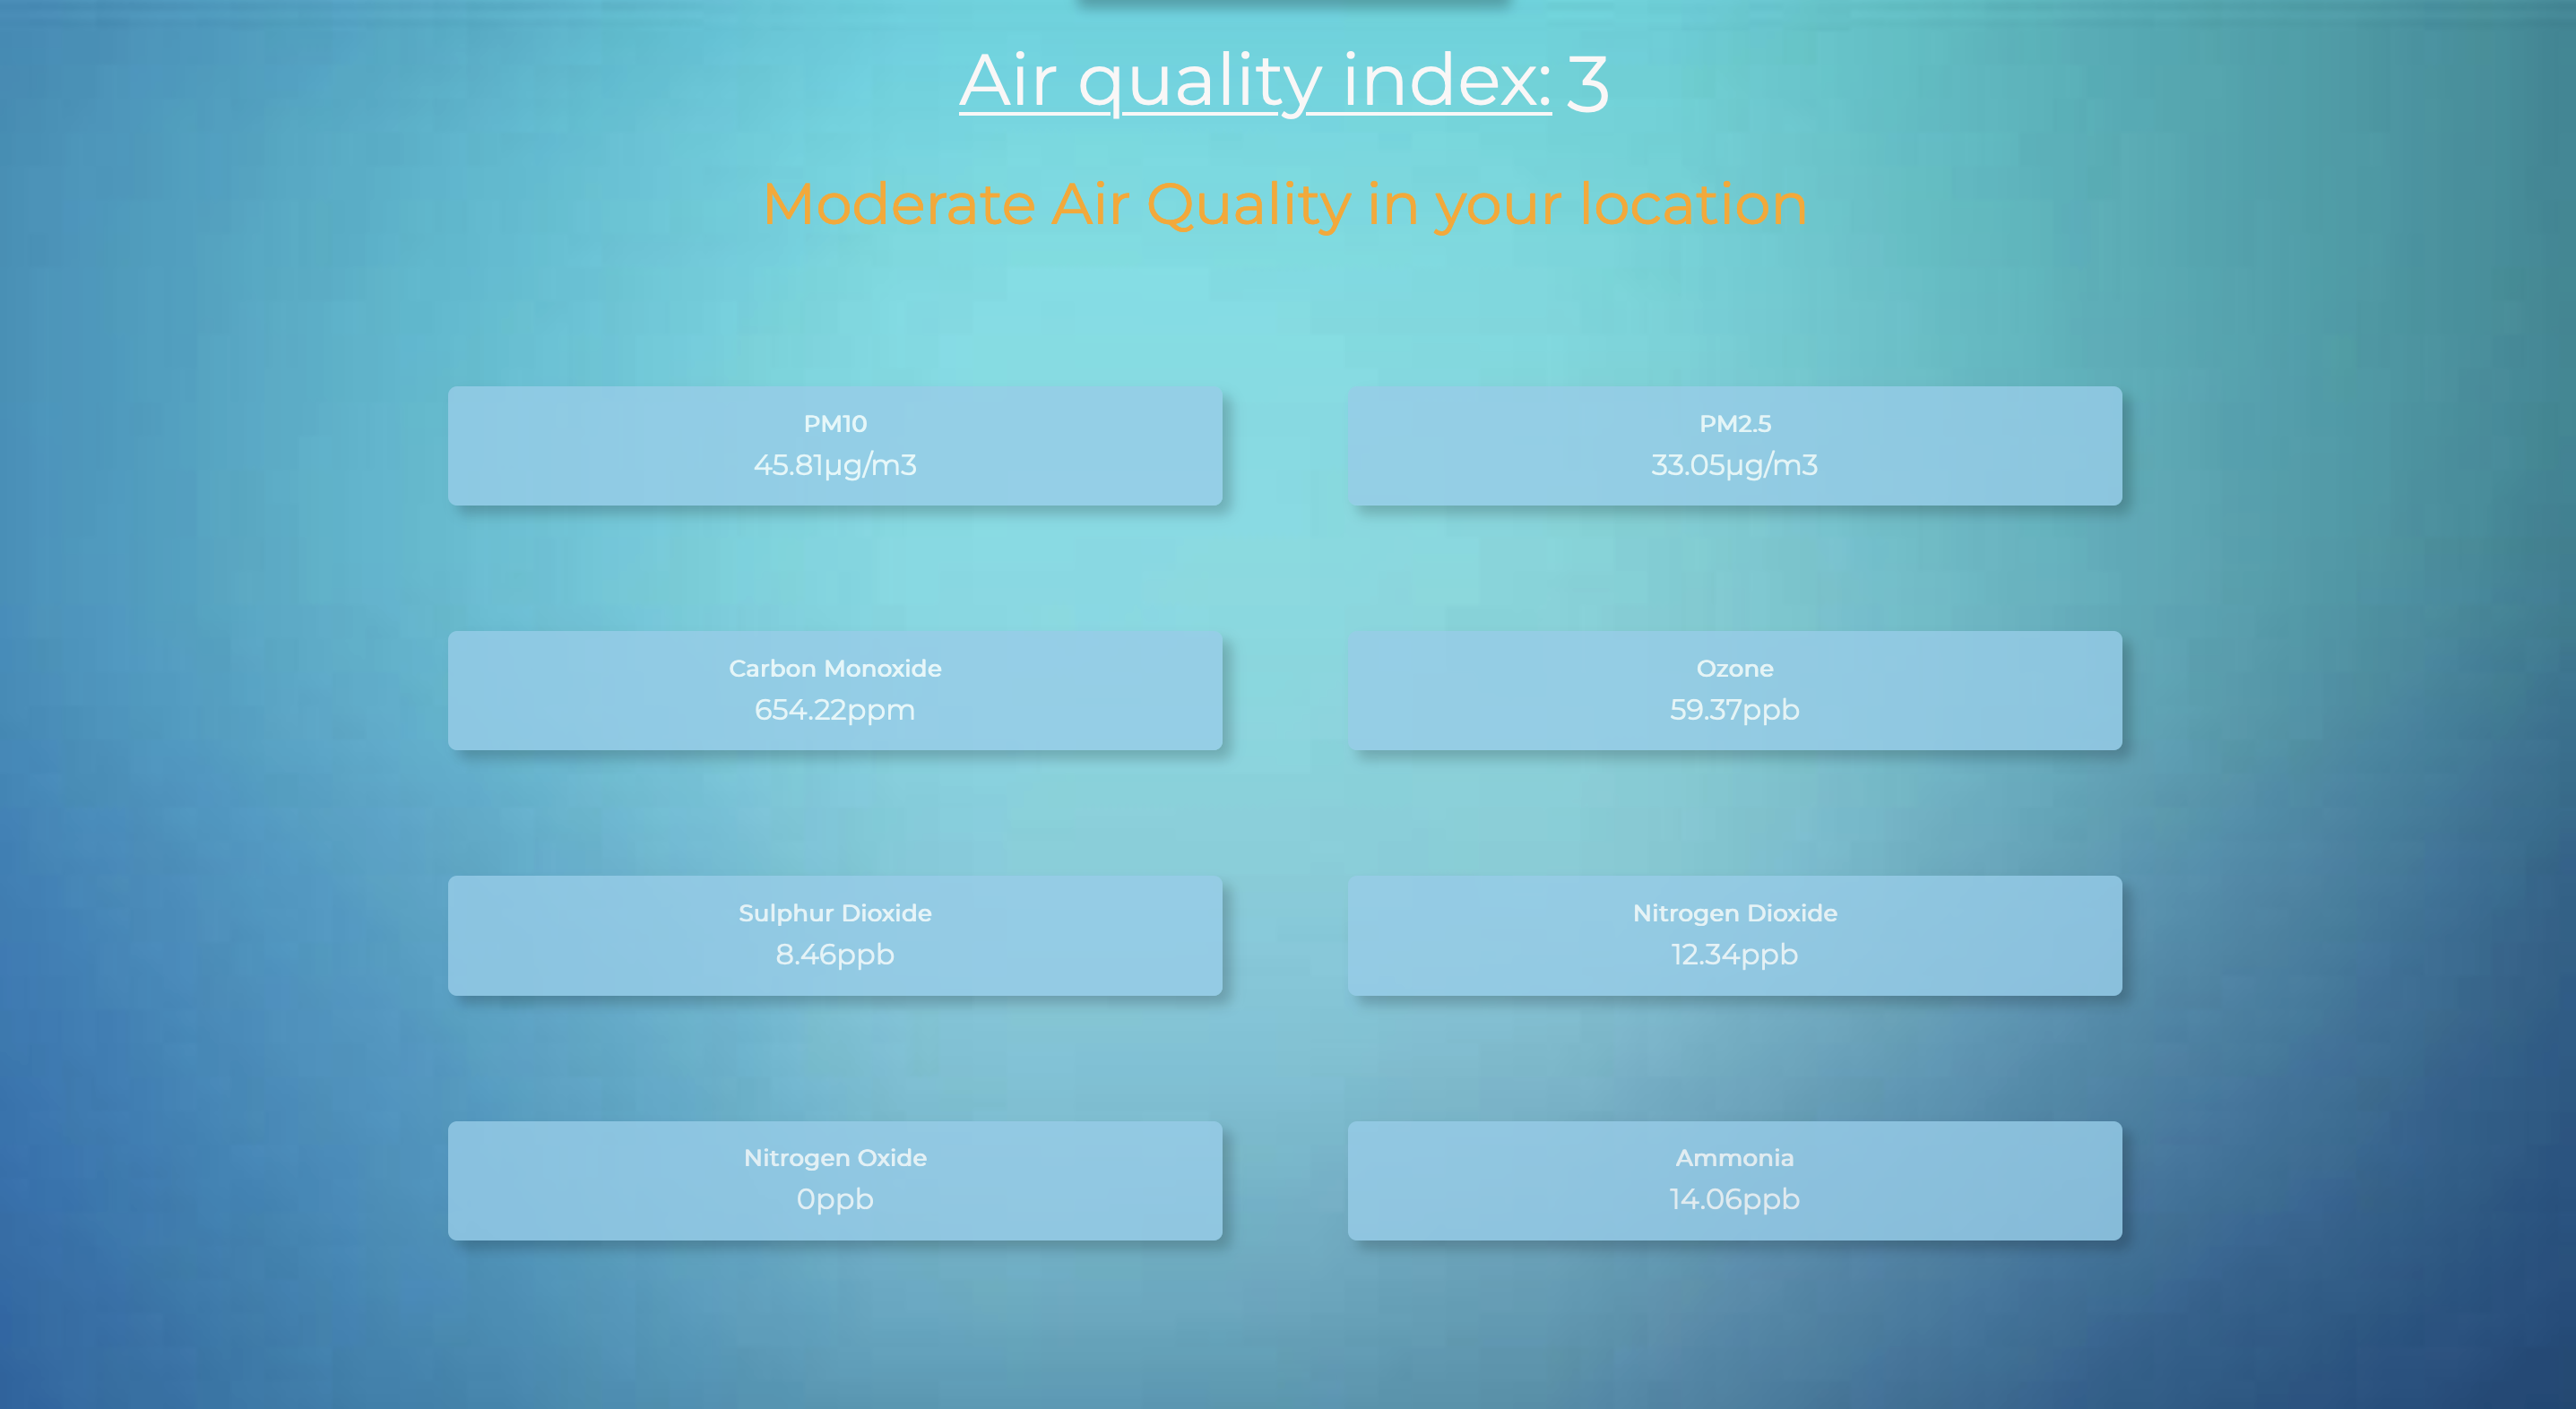 Air quality index: 3
Moderate Air Quality in your location
PM10
45.81µg/m3
PM2.5
33.05µg/m3
Carbon Monoxide
654.22ppm
Ozone
59.37ppb
Sulphur Dioxide
8.46ppb
Nitrogen Dioxide
12.34ppb
Nitrogen Oxide
0ppb
Ammonia
14.06ppb